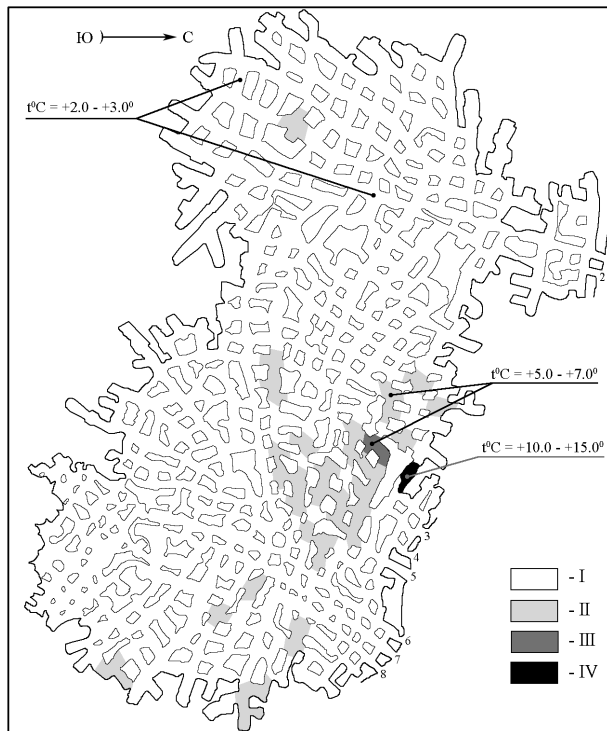 Ю С
t⁰C = +2.0 - +3.0⁰
2
t⁰C = +5.0 - +7.0⁰
t⁰C = +10.0 - +15.0⁰
3
4
5
- I
- II
- III
- IV
6
7
8